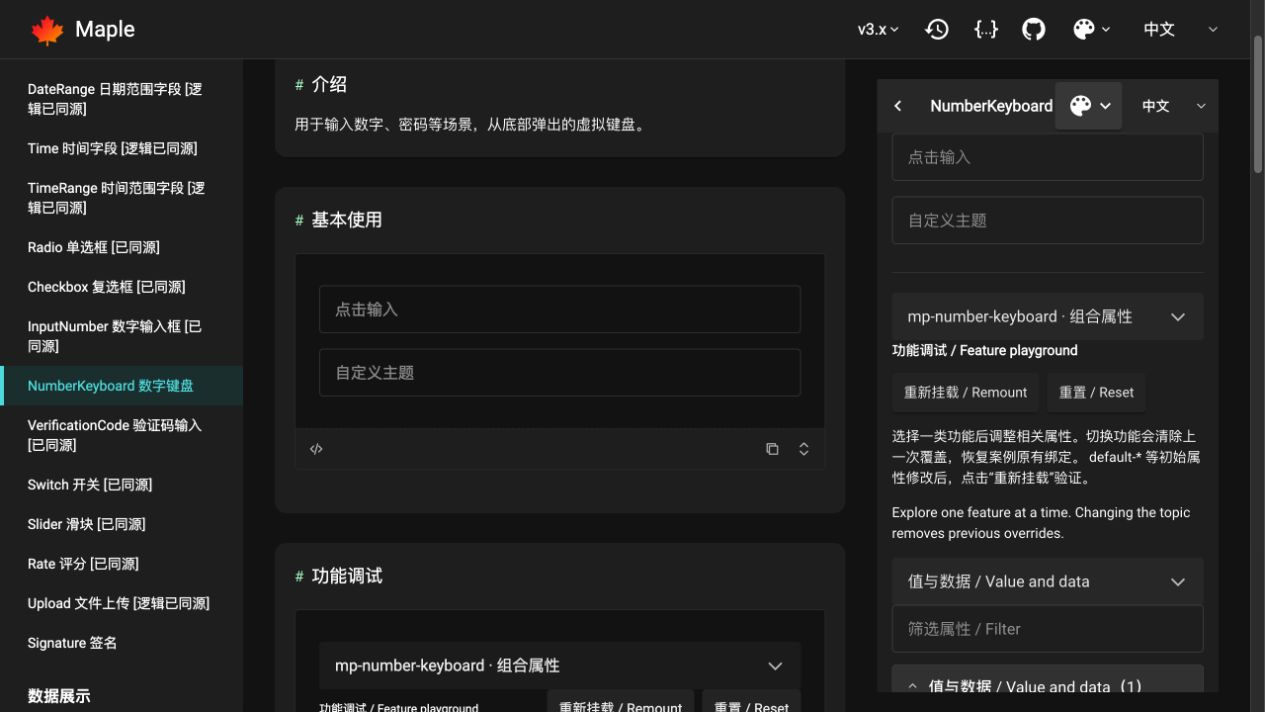 Maple
v3.x
{...}
中文
DateRange 日期范围字段 [逻
辑已同源]
Time 时间字段 [逻辑已同源]
TimeRange 时间范围字段 [逻
辑已同源]
Radio 单选框 [已同源]
Checkbox 复选框 [已同源]
InputNumber 数字输入框 [已
同源]
NumberKeyboard 数字键盘
VerificationCode 验证码输入
[已同源]
Switch 开关 [已同源]
Slider 滑块 [已同源]
Rate 评分 [已同源]
Upload 文件上传 [逻辑已同源]
Signature 签名
数据展示
# 介绍
用于输入数字、密码等场景，从底部弹出的虚拟键盘。
# 基本使用
点击输入
自定义主题
</>
# 功能调试
mp-number-keyboard · 组合属性
功能调试 / Feature playground
重新挂载 / Remount
重置 / Reset
NumberKeyboard
中文
点击输入
自定义主题
mp-number-keyboard · 组合属性
功能调试 / Feature playground
重新挂载 / Remount
重置 / Reset
选择一类功能后调整相关属性。切换功能会清除上
一次覆盖，恢复案例原有绑定。 default-* 等初始属
性修改后，点击“重新挂载”验证。
Explore one feature at a time. Changing the topic
removes previous overrides.
值与数据 / Value and data
筛选属性 / Filter
值与数据 / Value and data（1）